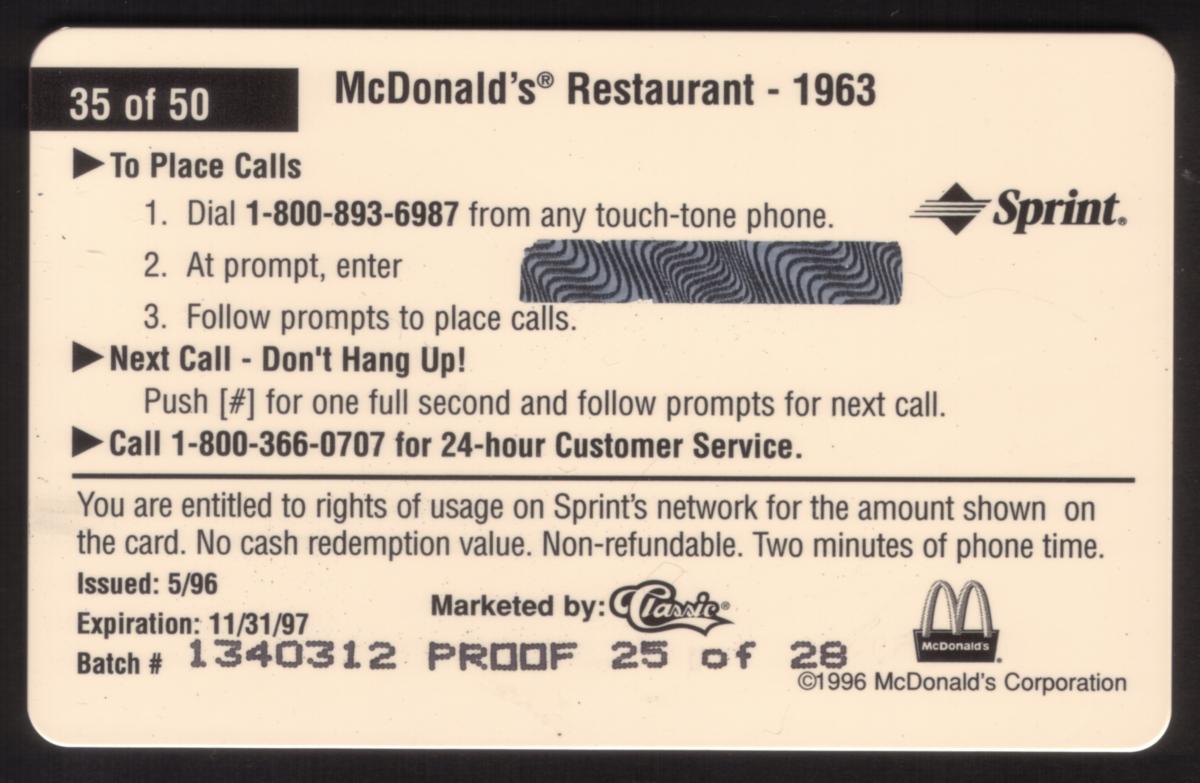 35 of 50
McDonald's® Restaurant - 1963
▶ To Place Calls
1. Dial 1-800-893-6987 from any touch-tone phone.
Sprint®
2. At prompt, enter
3. Follow prompts to place calls.
▶ Next Call - Don't Hang Up!
Push [#] for one full second and follow prompts for next call.
▶ Call 1-800-366-0707 for 24-hour Customer Service.
You are entitled to rights of usage on Sprint's network for the amount shown on
the card. No cash redemption value. Non-refundable. Two minutes of phone time.
Issued: 5/96
Expiration: 11/31/97
Marketed by: Classic®
Batch # 1340312 PROOF 25 of 28
McDonald's®
©1996 McDonald's Corporation